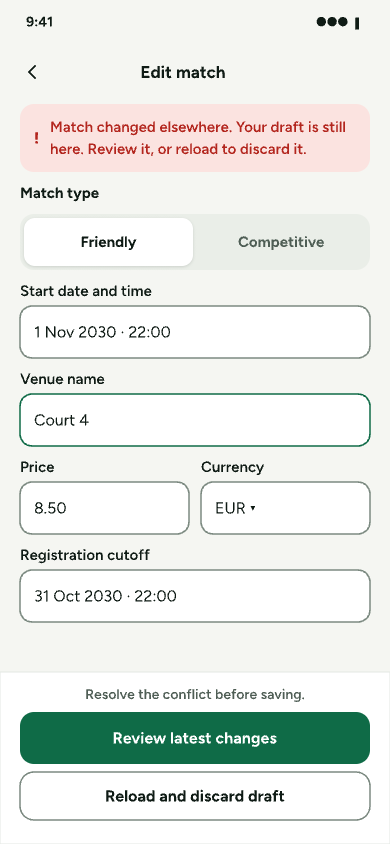 9:41
Edit match
! Match changed elsewhere. Your draft is still
here. Review it, or reload to discard it.
Match type
Friendly Competitive
Start date and time
1 Nov 2030 · 22:00
Venue name
Court 4
Price Currency
8.50 EUR ▾
Registration cutoff
31 Oct 2030 · 22:00
Resolve the conflict before saving.
Review latest changes
Reload and discard draft